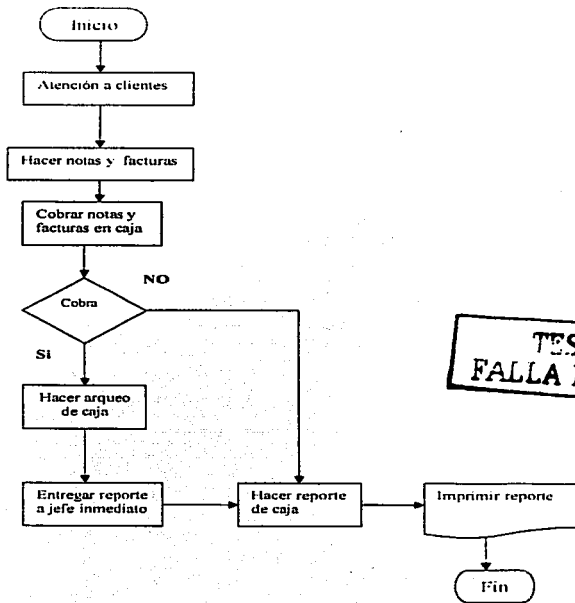 Inicio
Atención a clientes
Hacer notas y facturas
Cobrar notas y
facturas en caja
NO
Cobra
Si
Hacer arqueo
de caja
Entregar reporte
a jefe inmediato
Hacer reporte
de caja
Imprimir reporte
Fin
FALLA